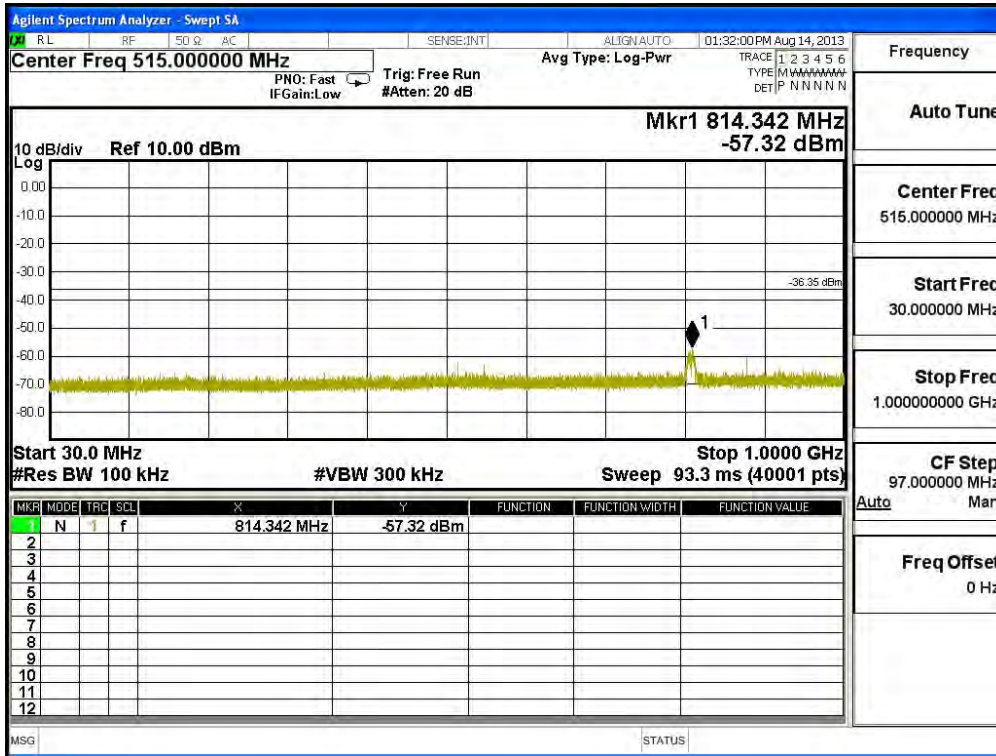 Agilent Spectrum Analyzer - Swept SA
LXI RL RF 50 Ω AC SENSE:INT ALIGN AUTO 01:32:00 PM Aug 14, 2013
Center Freq 515.000000 MHz
PNO: Fast
IFGain:Low
Trig: Free Run
#Atten: 20 dB
Avg Type: Log-Pwr
TRACE 1 2 3 4 5 6
TYPE M
DET P N N N N N
Mkr1 814.342 MHz
-57.32 dBm
10 dB/div Ref 10.00 dBm
Log
0.00
-10.0
-20.0
-30.0
-36.35 dBm
-40.0
-50.0
1
-60.0
-70.0
-80.0
Start 30.0 MHz Stop 1.0000 GHz
#Res BW 100 kHz #VBW 300 kHz Sweep 93.3 ms (40001 pts)
MKR MODE TRC SCL X Y FUNCTION FUNCTION WIDTH FUNCTION VALUE
1 N 1 f 814.342 MHz -57.32 dBm
2
3
4
5
6
7
8
9
10
11
12
MSG STATUS
Frequency
Auto Tune
Center Freq
515.000000 MHz
Start Freq
30.000000 MHz
Stop Freq
1.000000000 GHz
CF Step
97.000000 MHz
Auto Man
Freq Offset
0 Hz